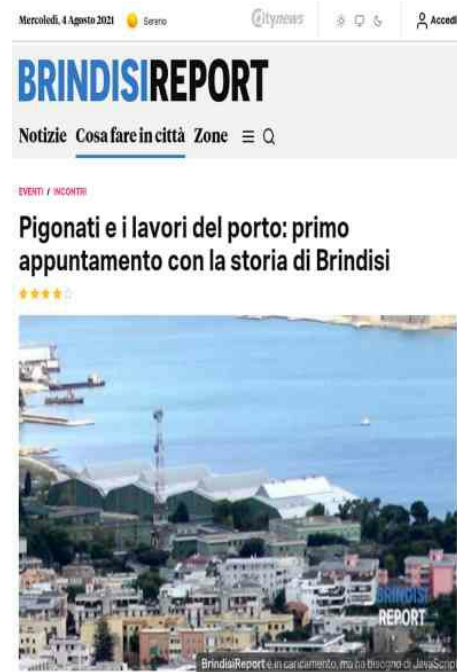 Mercoledì, 4 Agosto 2021 Sereno citynews Accedi
BRINDISIREPORT
Notizie Cosa fare in città Zone
EVENTI / INCONTRI
Pigonati e i lavori del porto: primo
appuntamento con la storia di Brindisi
BRINDISI
REPORT
BrindisiReport è in caricamento, ma ha bisogno di JavaScript